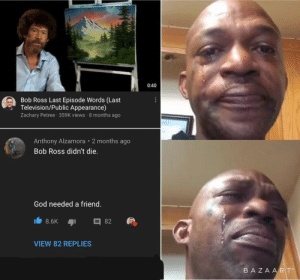 0:40
Bob Ross Last Episode Words (Last
Television/Public Appearance)
Zachary Petree · 359K views · 8 months ago
Anthony Alzamora • 2 months ago
Bob Ross didn't die.
God needed a friend.
8.6K 82
VIEW 82 REPLIES
BAZAART